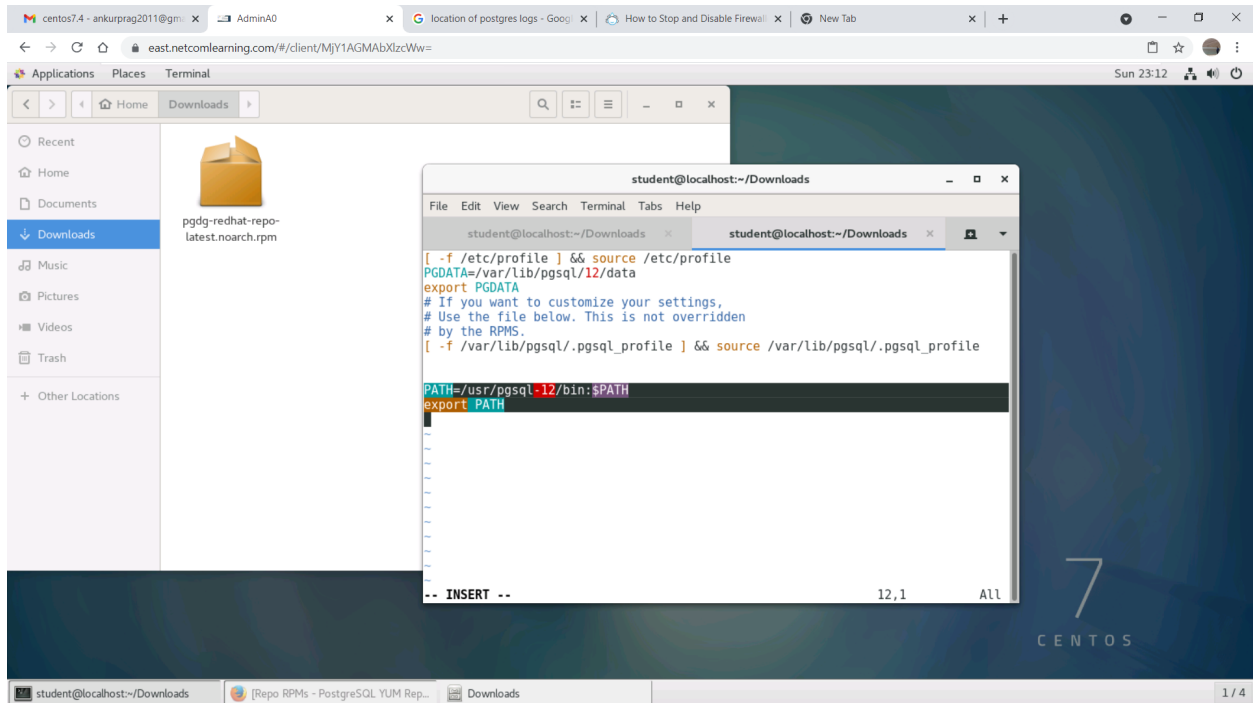 centos7.4 - ankurprag2011@gma
AdminA0
location of postgres logs - Goog
How to Stop and Disable Firewall
New Tab
east.netcomlearning.com/#/client/MjY1AGMAbXlzcWw=
Applications Places Terminal
Sun 23:12
Home Downloads
Recent
Home
Documents
Downloads
Music
Pictures
Videos
Trash
+ Other Locations
pgdg-redhat-repo-
latest.noarch.rpm
student@localhost:~/Downloads
File Edit View Search Terminal Tabs Help
student@localhost:~/Downloads
student@localhost:~/Downloads
[ -f /etc/profile ] && source /etc/profile
PGDATA=/var/lib/pgsql/12/data
export PGDATA
# If you want to customize your settings,
# Use the file below. This is not overridden
# by the RPMS.
[ -f /var/lib/pgsql/.pgsql_profile ] && source /var/lib/pgsql/.pgsql_profile
PATH=/usr/pgsql-12/bin:$PATH
export PATH
~
~
~
~
~
~
~
~
~
~
~
-- INSERT -- 12,1 All
7
CENTOS
student@localhost:~/Downloads
[Repo RPMs - PostgreSQL YUM Rep...
Downloads
1 / 4